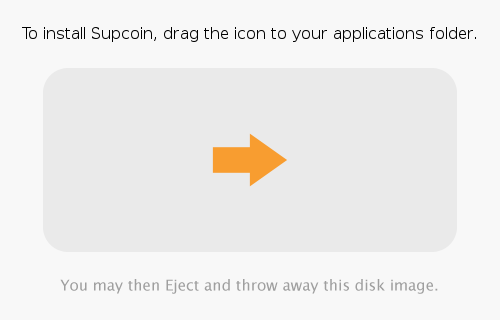 To install Supcoin, drag the icon to your applications folder.
You may then Eject and throw away this disk image.